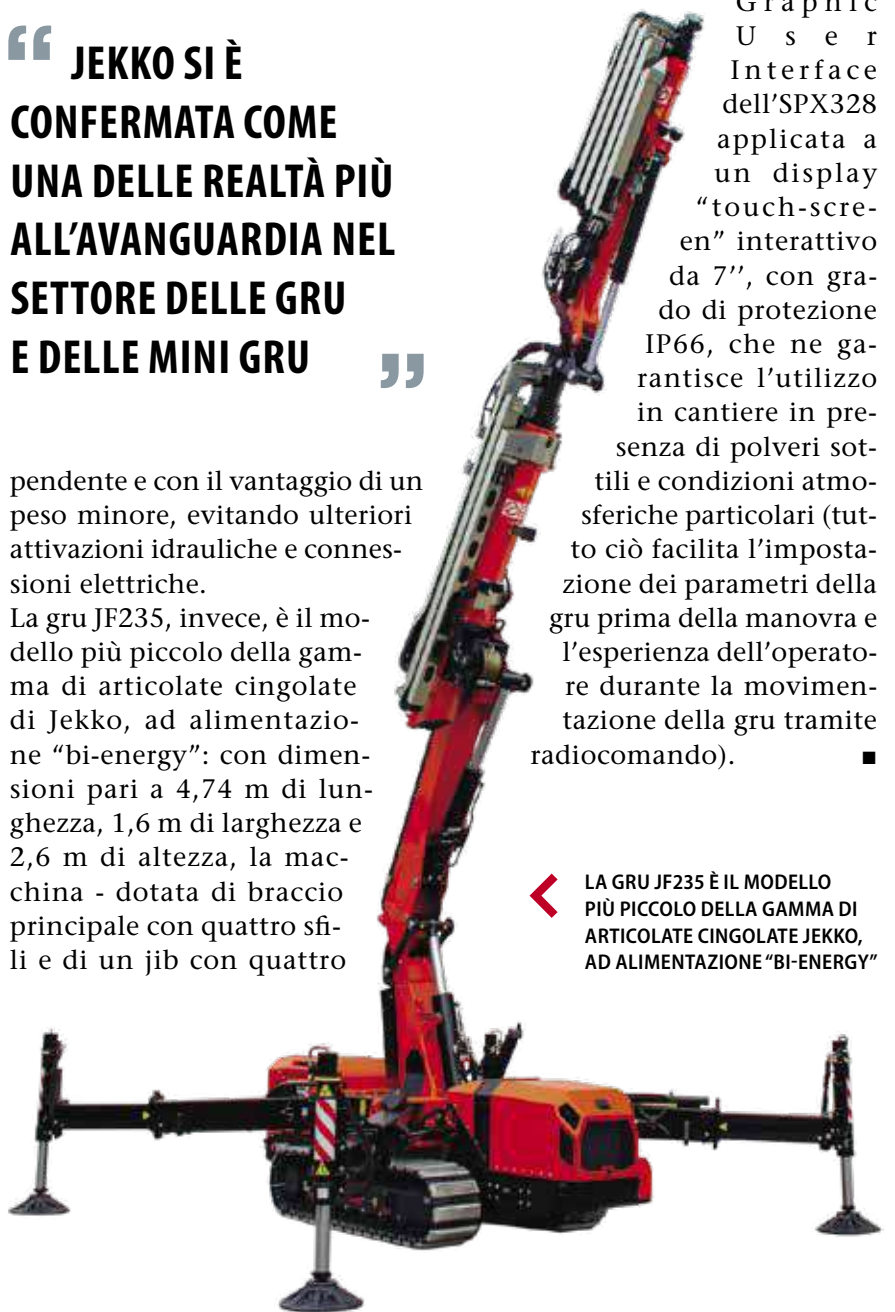 “ JEKKO SI È
CONFERMATA COME
UNA DELLE REALTÀ PIÙ
ALL’AVANGUARDIA NEL
SETTORE DELLE GRU
E DELLE MINI GRU ”
pendente e con il vantaggio di un
peso minore, evitando ulteriori
attivazioni idrauliche e connes-
sioni elettriche.
La gru JF235, invece, è il mo-
dello più piccolo della gam-
ma di articolate cingolate
di Jekko, ad alimentazio-
ne “bi-energy”: con dimen-
sioni pari a 4,74 m di lun-
ghezza, 1,6 m di larghezza e
2,6 m di altezza, la mac-
china - dotata di braccio
principale con quattro sfi-
li e di un jib con quattro
Graphic
User
Interface
dell’SPX328
applicata a
un display
“touch-scre-
en” interattivo
da 7’’, con gra-
do di protezione
IP66, che ne ga-
rantisce l’utilizzo
in cantiere in pre-
senza di polveri sot-
tili e condizioni atmo-
sferiche particolari (tut-
to ciò facilita l’imposta-
zione dei parametri della
gru prima della manovra e
l’esperienza dell’operato-
re durante la movimen-
tazione della gru tramite
radiocomando). ■
LA GRU JF235 È IL MODELLO
PIÙ PICCOLO DELLA GAMMA DI
ARTICOLATE CINGOLATE JEKKO,
AD ALIMENTAZIONE “BI-ENERGY”